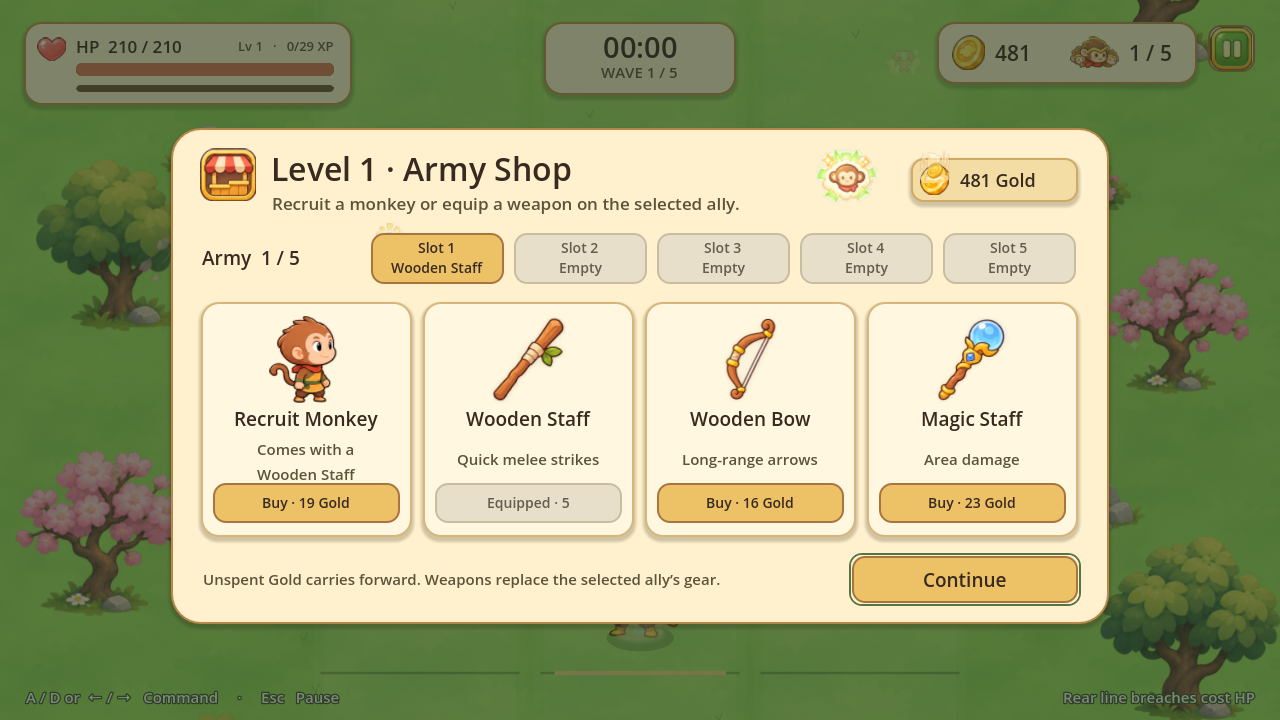 HP 210 / 210
Lv 1 · 0/29 XP
00:00
WAVE 1 / 5
481
1 / 5
Level 1 · Army Shop
Recruit a monkey or equip a weapon on the selected ally.
481 Gold
Army 1 / 5
Slot 1
Wooden Staff
Slot 2
Empty
Slot 3
Empty
Slot 4
Empty
Slot 5
Empty
Recruit Monkey
Comes with a
Wooden Staff
Buy · 19 Gold
Wooden Staff
Quick melee strikes
Equipped · 5
Wooden Bow
Long-range arrows
Buy · 16 Gold
Magic Staff
Area damage
Buy · 23 Gold
Unspent Gold carries forward. Weapons replace the selected ally’s gear.
Continue
A / D or ← / → Command · Esc Pause
Rear line breaches cost HP